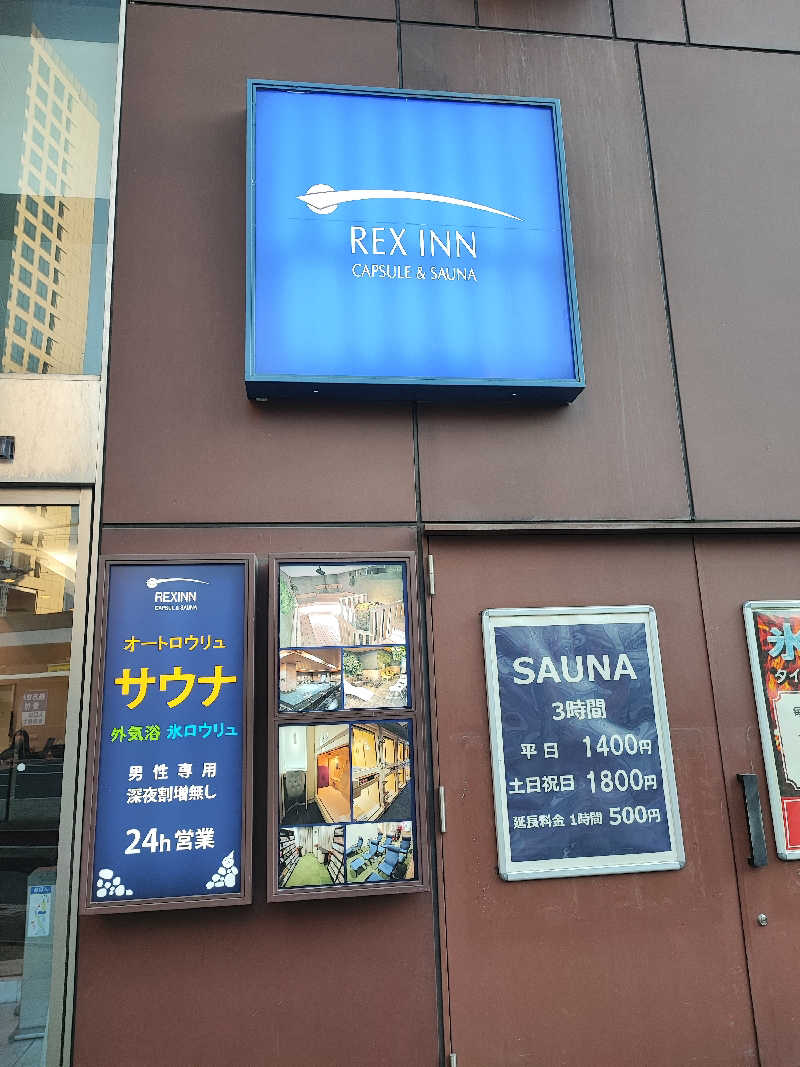 REX INN
CAPSULE & SAUNA
REXINN
CAPSULE & SAUNA
オートロウリュ
サウナ
外気浴 氷ロウリュ
男性専用
深夜割増無し
24h営業
SAUNA
3時間
平日 1400円
土日祝日 1800円
延長料金 1時間 500円
氷
タイ